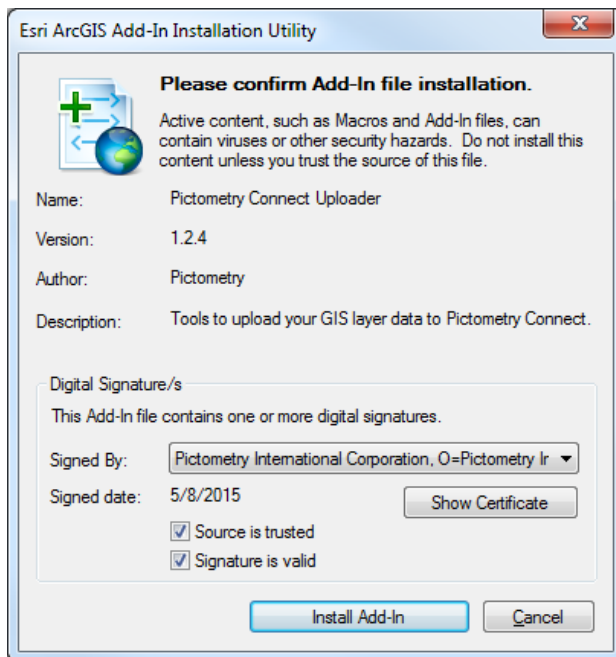 Esri ArcGIS Add-In Installation Utility
Please confirm Add-In file installation.
Active content, such as Macros and Add-In files, can
contain viruses or other security hazards. Do not install this
content unless you trust the source of this file.
Name: Pictometry Connect Uploader
Version: 1.2.4
Author: Pictometry
Description: Tools to upload your GIS layer data to Pictometry Connect.
Digital Signature/s
This Add-In file contains one or more digital signatures.
Signed By: Pictometry International Corporation, O=Pictometry Ir
Signed date: 5/8/2015 Show Certificate
Source is trusted
Signature is valid
Install Add-In Cancel